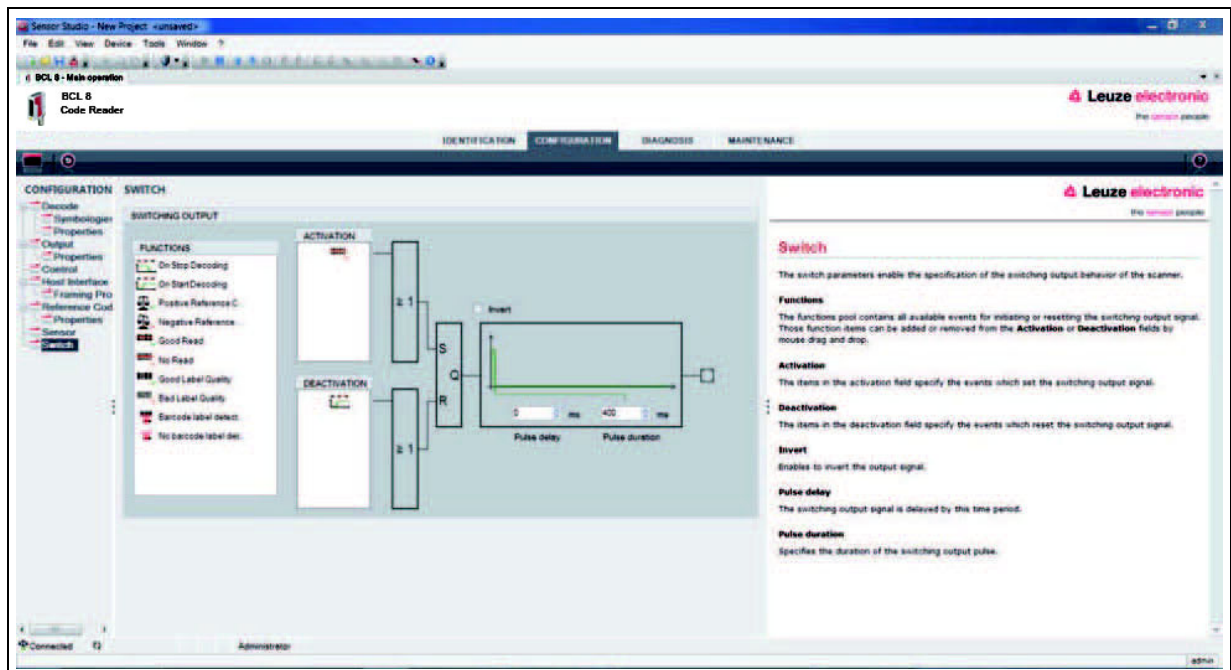 Sensor Studio - New Project <unsaved>
File Edit View Device Tools Window ?
BCL 8 - Main operation
BCL 8
Code Reader
Leuze electronic
the sensor people
IDENTIFICATION CONFIGURATION DIAGNOSIS MAINTENANCE
CONFIGURATION
Decode
Symbologies
Properties
Output
Properties
Control
Host Interface
Framing Pro
Reference Cod
Properties
Sensor
Switch
SWITCH
SWITCHING OUTPUT
FUNCTIONS
On Stop Decoding
On Start Decoding
Positive Reference C.
Negative Reference...
Good Read
No Read
Good Label Quality
Bad Label Quality
Barcode label detect..
No barcode label det..
ACTIVATION
≥ 1
DEACTIVATION
≥ 1
S
Q
R
Invert
0 ms 400 ms
Pulse delay Pulse duration
Leuze electronic
the sensor people
Switch
The switch parameters enable the specification of the switching output behavior of the scanner.
Functions
The functions pool contains all available events for initiating or resetting the switching output signal.
Those function items can be added or removed from the Activation or Deactivation fields by
mouse drag and drop.
Activation
The items in the activation field specify the events which set the switching output signal.
Deactivation
The items in the deactivation field specify the events which reset the switching output signal.
Invert
Enables to invert the output signal.
Pulse delay
The switching output signal is delayed by this time period.
Pulse duration
Specifies the duration of the switching output pulse.
Connected
Administrator
admin